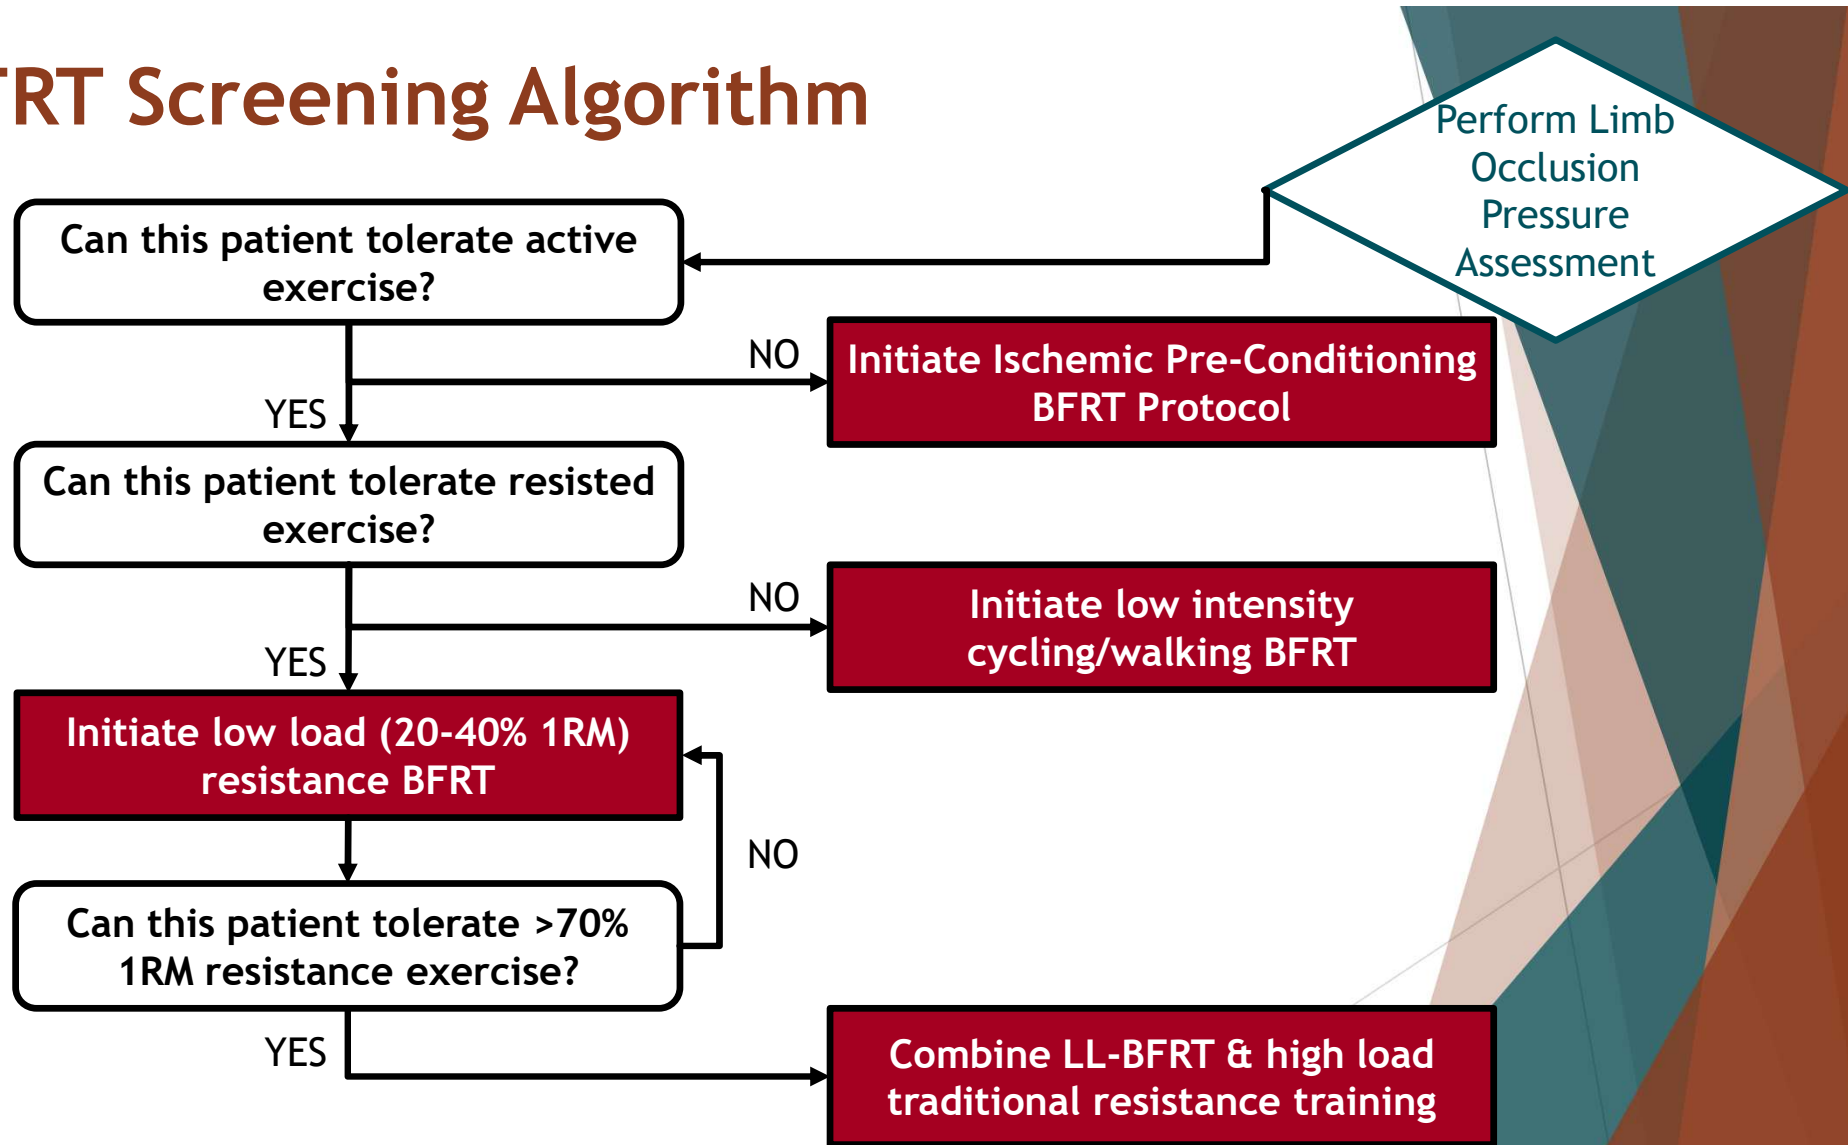 FRT Screening Algorithm
Perform Limb
Occlusion
Pressure
Assessment
Can this patient tolerate active
exercise?
NO
Initiate Ischemic Pre-Conditioning
BFRT Protocol
YES
Can this patient tolerate resisted
exercise?
NO
Initiate low intensity
cycling/walking BFRT
YES
Initiate low load (20-40% 1RM)
resistance BFRT
NO
Can this patient tolerate >70%
1RM resistance exercise?
YES
Combine LL-BFRT & high load
traditional resistance training